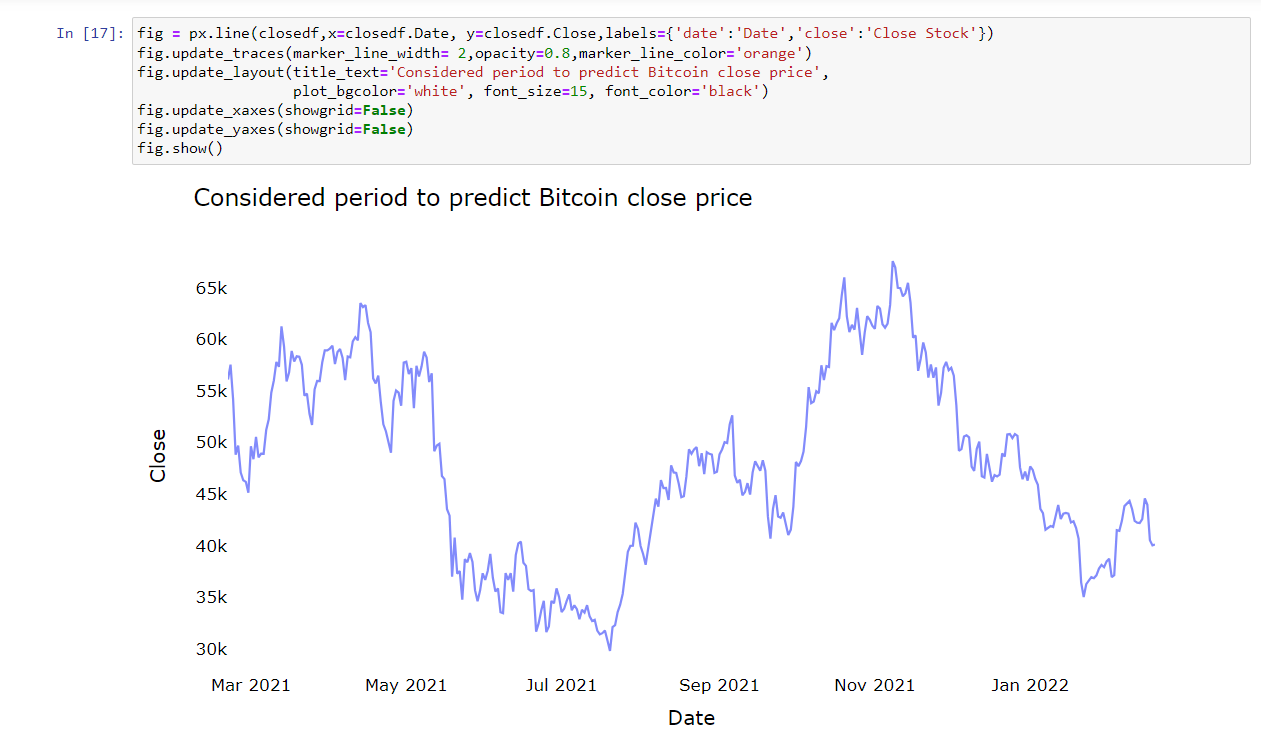 In [17]: fig = px.line(closedf,x=closedf.Date, y=closedf.Close,labels={'date':'Date','close':'Close Stock'})
fig.update_traces(marker_line_width= 2,opacity=0.8,marker_line_color='orange')
fig.update_layout(title_text='Considered period to predict Bitcoin close price',
plot_bgcolor='white', font_size=15, font_color='black')
fig.update_xaxes(showgrid=False)
fig.update_yaxes(showgrid=False)
fig.show()
Considered period to predict Bitcoin close price
65k
60k
55k
50k
45k
40k
35k
30k
Close
Mar 2021 May 2021 Jul 2021 Sep 2021 Nov 2021 Jan 2022
Date